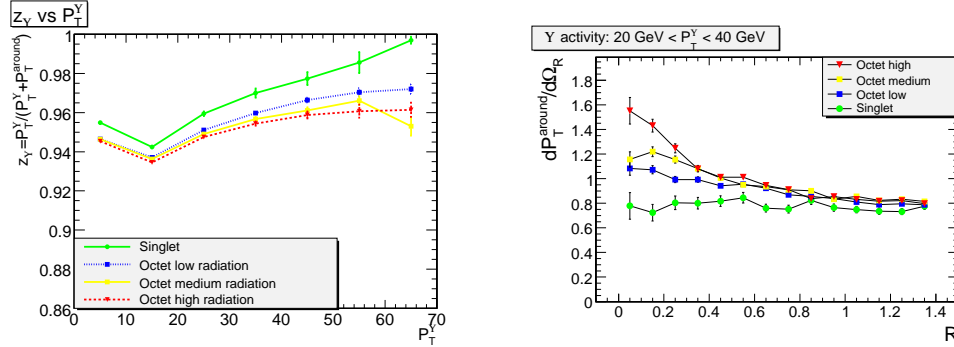 z_Y vs P_T^Y
z_Y=P_T^Y/(P_T^Y+P_T^around)
1
0.98
0.96
0.94
0.92
0.9
0.88
0.86
Singlet
Octet low radiation
Octet medium radiation
Octet high radiation
0 10 20 30 40 50 60 70
P_T^Y
ϒ activity: 20 GeV < P_T^Y < 40 GeV
dP_T^around/dΩ_R
1.8
1.6
1.4
1.2
1
0.8
0.6
0.4
0.2
0
Octet high
Octet medium
Octet low
Singlet
0 0.2 0.4 0.6 0.8 1 1.2 1.4
R